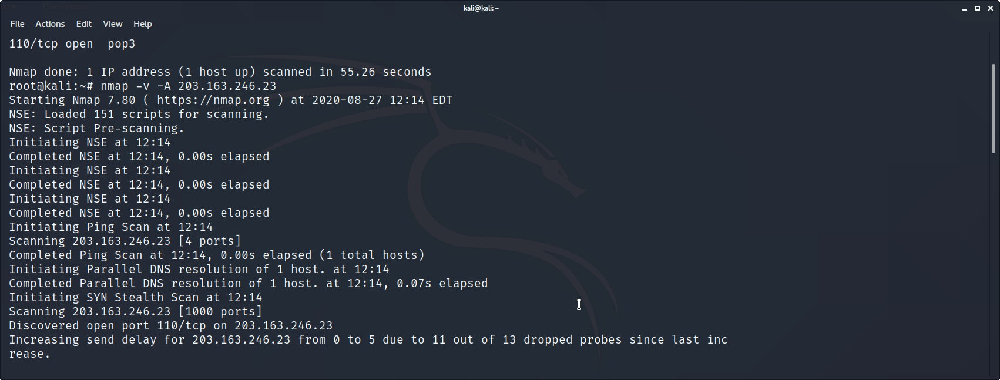 kali@kali: ~
File Actions Edit View Help
110/tcp open  pop3
Nmap done: 1 IP address (1 host up) scanned in 55.26 seconds
root@kali:~# nmap -v -A 203.163.246.23
Starting Nmap 7.80 ( https://nmap.org ) at 2020-08-27 12:14 EDT
NSE: Loaded 151 scripts for scanning.
NSE: Script Pre-scanning.
Initiating NSE at 12:14
Completed NSE at 12:14, 0.00s elapsed
Initiating NSE at 12:14
Completed NSE at 12:14, 0.00s elapsed
Initiating NSE at 12:14
Completed NSE at 12:14, 0.00s elapsed
Initiating Ping Scan at 12:14
Scanning 203.163.246.23 [4 ports]
Completed Ping Scan at 12:14, 0.00s elapsed (1 total hosts)
Initiating Parallel DNS resolution of 1 host. at 12:14
Completed Parallel DNS resolution of 1 host. at 12:14, 0.07s elapsed
Initiating SYN Stealth Scan at 12:14
Scanning 203.163.246.23 [1000 ports]
Discovered open port 110/tcp on 203.163.246.23
Increasing send delay for 203.163.246.23 from 0 to 5 due to 11 out of 13 dropped probes since last inc
rease.